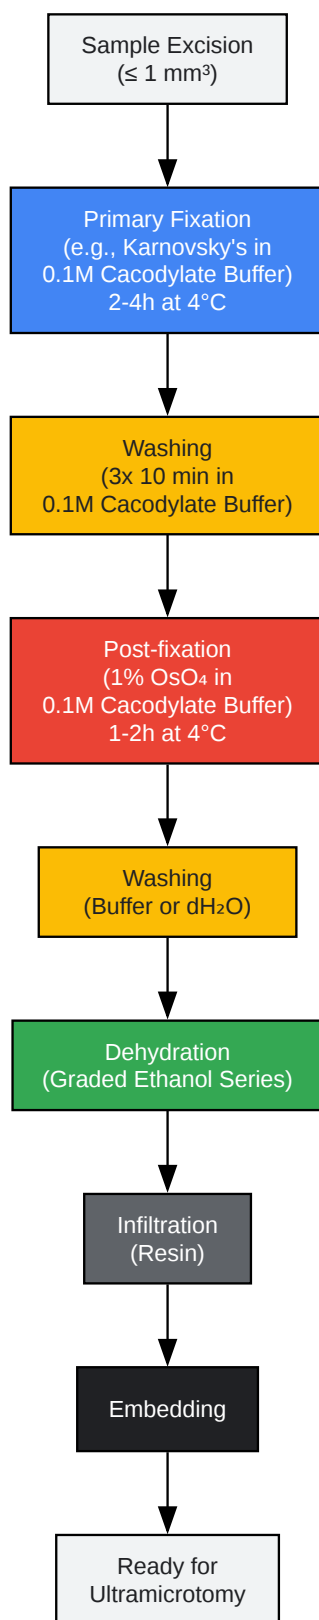 Sample Excision
(≤ 1 mm³)
Primary Fixation
(e.g., Karnovsky's in
0.1M Cacodylate Buffer)
2-4h at 4°C
Washing
(3x 10 min in
0.1M Cacodylate Buffer)
Post-fixation
(1% OsO₄ in
0.1M Cacodylate Buffer)
1-2h at 4°C
Washing
(Buffer or dH₂O)
Dehydration
(Graded Ethanol Series)
Infiltration
(Resin)
Embedding
Ready for
Ultramicrotomy